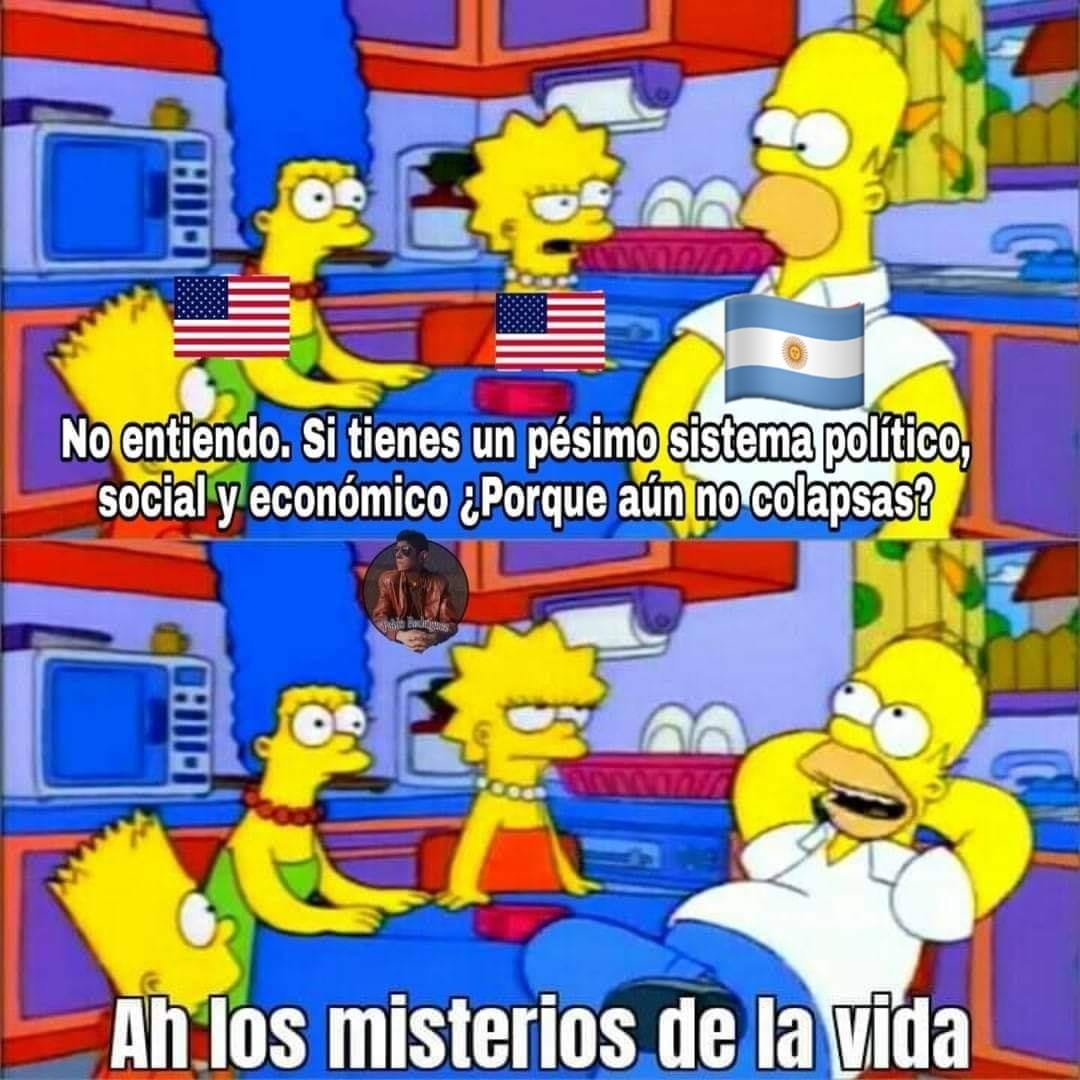 No entiendo. Si tienes un pésimo sistema político,
social y económico ¿Porque aún no colapsas?
Ah los misterios de la vida